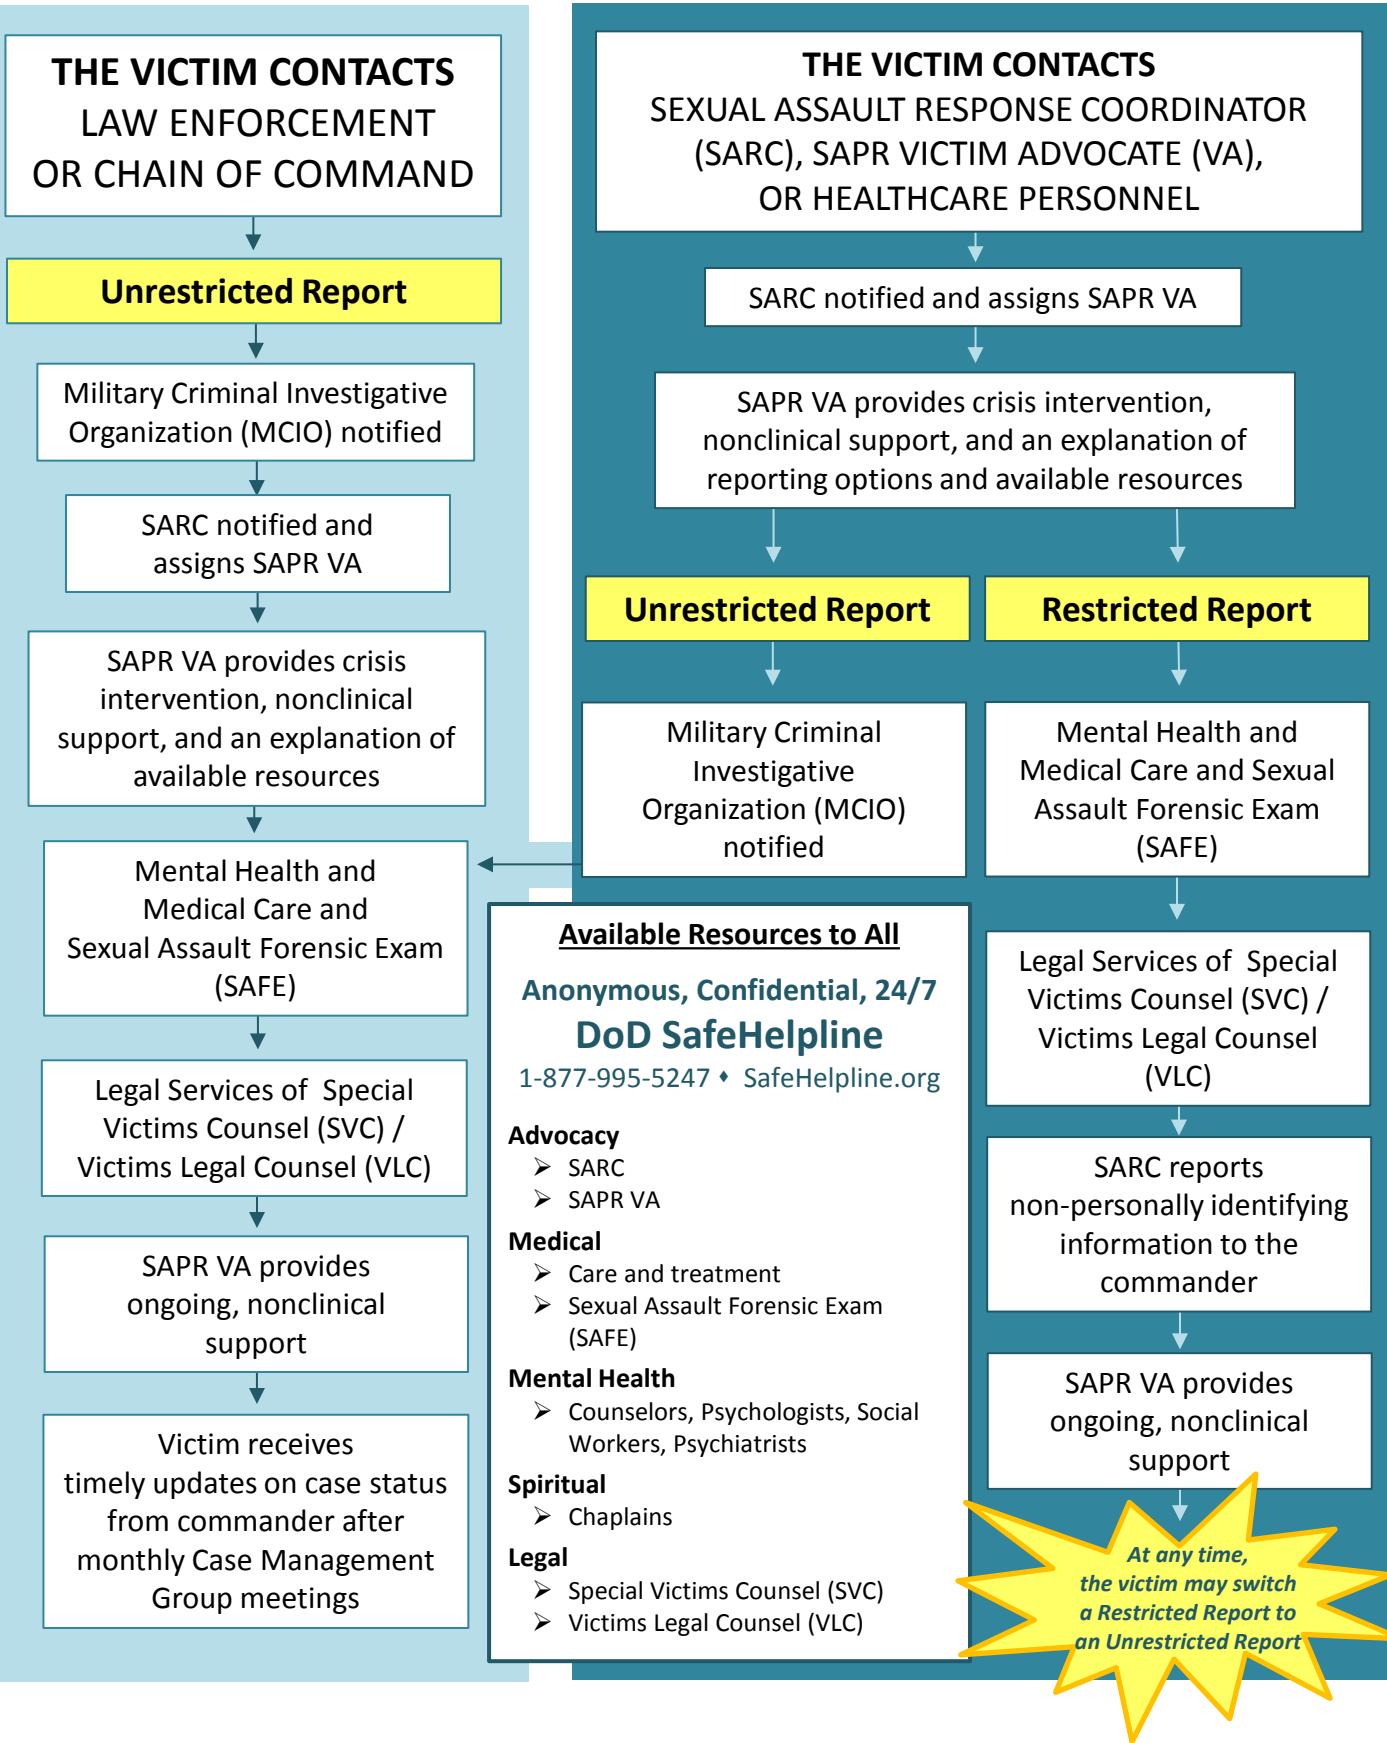 THE VICTIM CONTACTS
LAW ENFORCEMENT
OR CHAIN OF COMMAND
Unrestricted Report
Military Criminal Investigative
Organization (MCIO) notified
SARC notified and
assigns SAPR VA
SAPR VA provides crisis
intervention, nonclinical
support, and an explanation of
available resources
Mental Health and
Medical Care and
Sexual Assault Forensic Exam
(SAFE)
Legal Services of Special
Victims Counsel (SVC) /
Victims Legal Counsel (VLC)
SAPR VA provides
ongoing, nonclinical
support
Victim receives
timely updates on case status
from commander after
monthly Case Management
Group meetings
THE VICTIM CONTACTS
SEXUAL ASSAULT RESPONSE COORDINATOR
(SARC), SAPR VICTIM ADVOCATE (VA),
OR HEALTHCARE PERSONNEL
SARC notified and assigns SAPR VA
SAPR VA provides crisis intervention,
nonclinical support, and an explanation of
reporting options and available resources
Unrestricted Report
Military Criminal
Investigative
Organization (MCIO)
notified
Restricted Report
Mental Health and
Medical Care and Sexual
Assault Forensic Exam
(SAFE)
Legal Services of Special
Victims Counsel (SVC) /
Victims Legal Counsel
(VLC)
SARC reports
non-personally identifying
information to the
commander
SAPR VA provides
ongoing, nonclinical
support
At any time,
the victim may switch
a Restricted Report to
an Unrestricted Report
Available Resources to All
Anonymous, Confidential, 24/7
DoD SafeHelpline
1-877-995-5247 ♦ SafeHelpline.org
Advocacy
➢ SARC
➢ SAPR VA
Medical
➢ Care and treatment
➢ Sexual Assault Forensic Exam
(SAFE)
Mental Health
➢ Counselors, Psychologists, Social
Workers, Psychiatrists
Spiritual
➢ Chaplains
Legal
➢ Special Victims Counsel (SVC)
➢ Victims Legal Counsel (VLC)